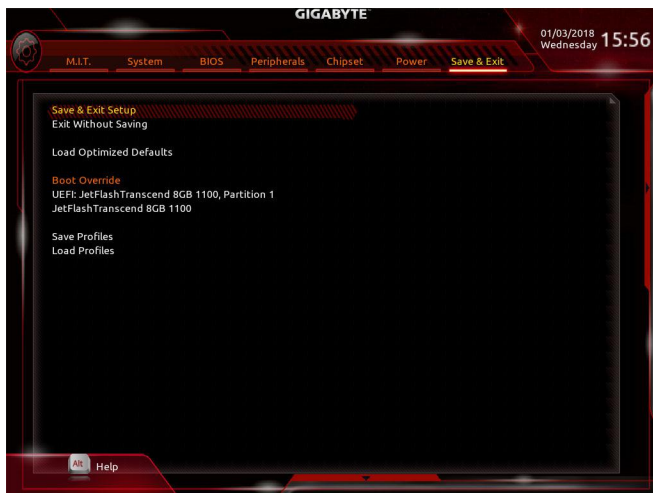 GIGABYTE™
01/03/2018
Wednesday
15:56
M.I.T. System BIOS Peripherals Chipset Power Save & Exit
Save & Exit Setup
Exit Without Saving
Load Optimized Defaults
Boot Override
UEFI: JetFlashTranscend 8GB 1100, Partition 1
JetFlashTranscend 8GB 1100
Save Profiles
Load Profiles
Alt Help